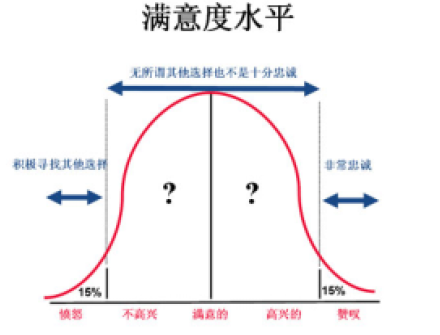 满意度水平
无所谓其他选择也不是十分忠诚
积极寻找其他选择
非常忠诚
? ?
15% 15%
愤怒 不高兴 满意的 高兴的 赞叹